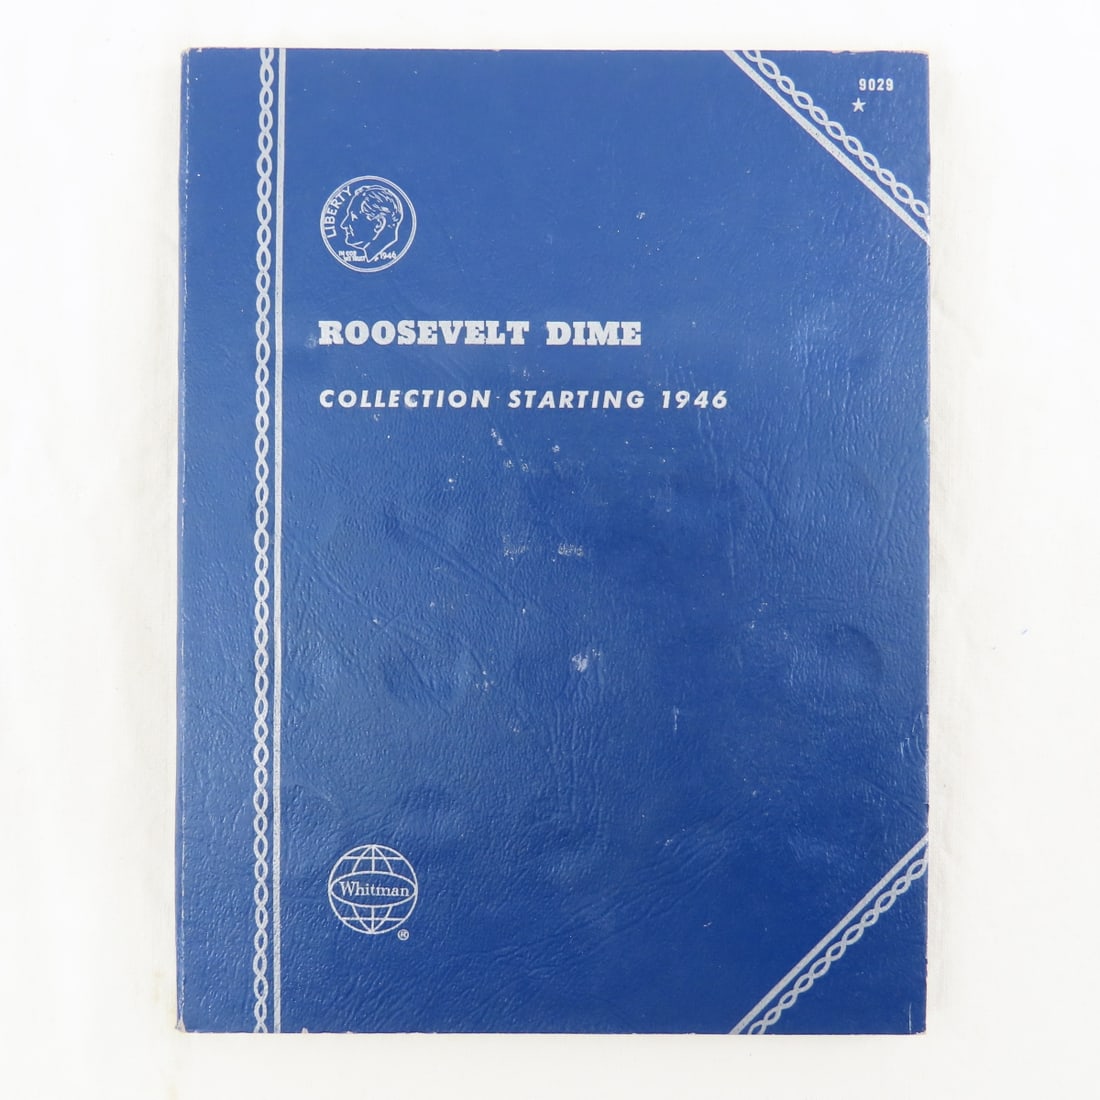 9029
LIBERTY
IN GOD
WE TRUST
1946
ROOSEVELT DIME
COLLECTION STARTING 1946
Whitman
®